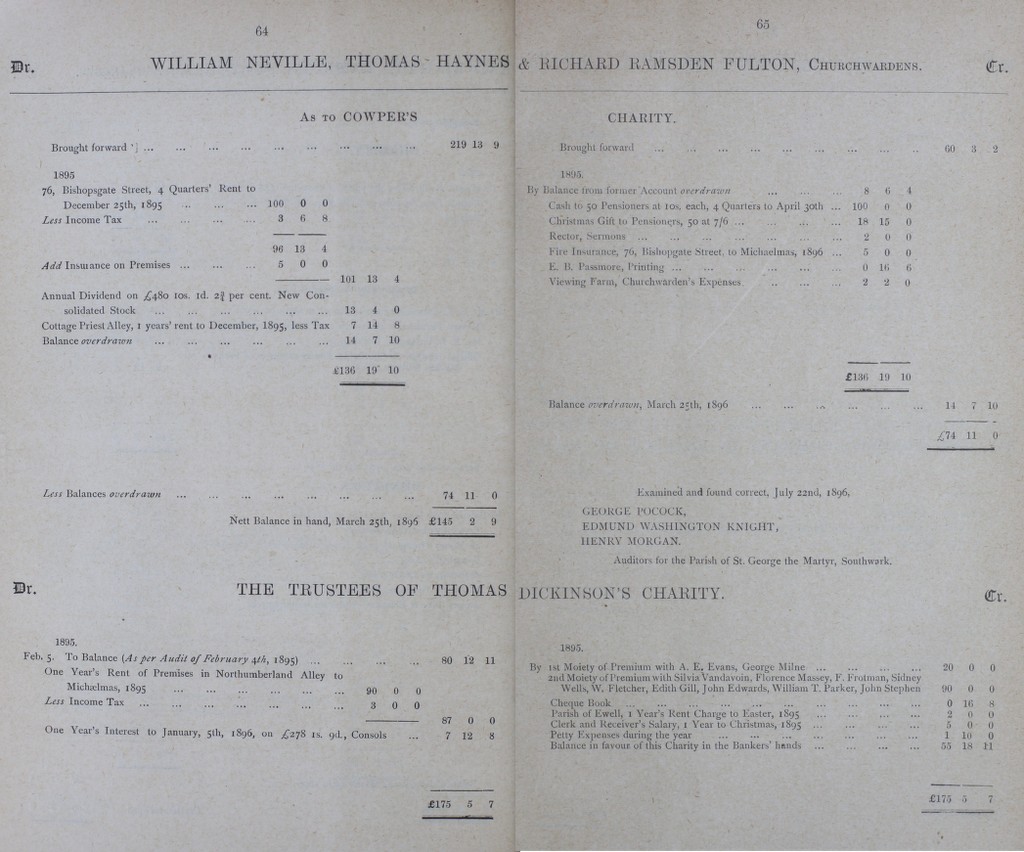 64
Dr. WILLIAM NEVILLE, THOMAS HAYNES
As to COWPER'S
Brought forward ... ... ... ... ... ... ... ... ... 219 13 9
1895
76, Bishopsgate Street, 4 Quarters' Rent to
December 25th, 1895 ... ... ... 100 0 0
Less Income Tax ... ... ... ... 3 6 8
96 13 4
Add Insurance on Premises ... ... ... 5 0 0
101 13 4
Annual Dividend on £480 10s. 1d. 2¾ per cent. New Con-
solidated Stock ... ... ... ... ... 13 4 0
Cottage Priest Alley, 1 years' rent to December, 1895, less Tax 7 14 8
Balance overdrawn ... ... ... ... ... ... 14 7 10
£136 19 10
Less Balances overdrawn ... ... ... ... ... ... ... ... 74 11 0
Nett Balance in hand, March 25th, 1896 £145 2 9
65
& RICHARD RAMSDEN FULTON, Churchwardens. Cr.
CHARITY.
Brought forward ... ... ... ... ... ... ... ... .. 60 3 2
1895.
By Balance from former Account overdrawn ... ... ... 8 6 4
Cash to 50 Pensioners at 10s. each, 4 Quarters to April 30th ... 100 0 0
Christmas Gift to Pensioners, 50 at 7/6 ... ... ... ... 18 15 0
Rector, Sermons ... ... ... ... ... ... ... 2 0 0
Fire Insurance, 76, Bishopsgate Street, to Michaelmas, 1896 ... 5 0 0
E. B. Passmore, Printing ... ... ... ... ... ... 0 16 6
Viewing Farm, Churchwarden's Expenses ... ... ... 2 2 0
£136 19 10
Balance overdrawn, March 25th, 1896 ... ... ... ... ... ... 14 7 10
£74 11 0
Examined and found correct, July 22nd, 1896,
GEORGE POCOCK,
EDMUND WASHINGTON KNIGHT,
HENRY MORGAN.
Auditors for the Parish of St. George the Martyr, Southwark.
Dr. THE TRUSTEES OF THOMAS DICKINSON'S CHARITY. Cr.
1895.
Feb. 5. To Balance (As per Audit of February 4th, 1895) ... ... ... ... 80 12 11
One Year's Rent of Premises in Northumberland Alley to
Michaelmas, 1895 ... ... ... ... ... ... 90 0 0
Less Income Tax ... ... ... ... ... ... ... 3 0 0
87 0 0
One Year's Interest to January, 5th, 1896, on £278 1s. 9d., Consols ... 7 12 8
£175 5 7
1895.
By 1st Moiety of Premium with A. E. Evans, George Milne ... ... ... ... 20 0 0
2nd Moiety of Premium with Silvia Vandavoin, Florence Massey, F. Frotman, Sidney
Wells, W. Fletcher, Edith Gill, John Edwards, William T. Parker, John Stephen 90 0 0
Cheque Book ... ... ... ... ... ... ... ... ... ... 0 16 8
Parish of Ewell, 1 Year's Rent Charge to Easter, 1895 ... ... ... ... 2 0 0
Clerk and Receiver's Salary, 1 Year to Christmas, 1895 ... ... ... ... 5 0 0
Petty Expenses during the year ... ... ... ... ... ... ... 1 10 0
Balance in favour of this Charity in the Bankers' hands ... ... ... ... 55 18 11
£175 5 7